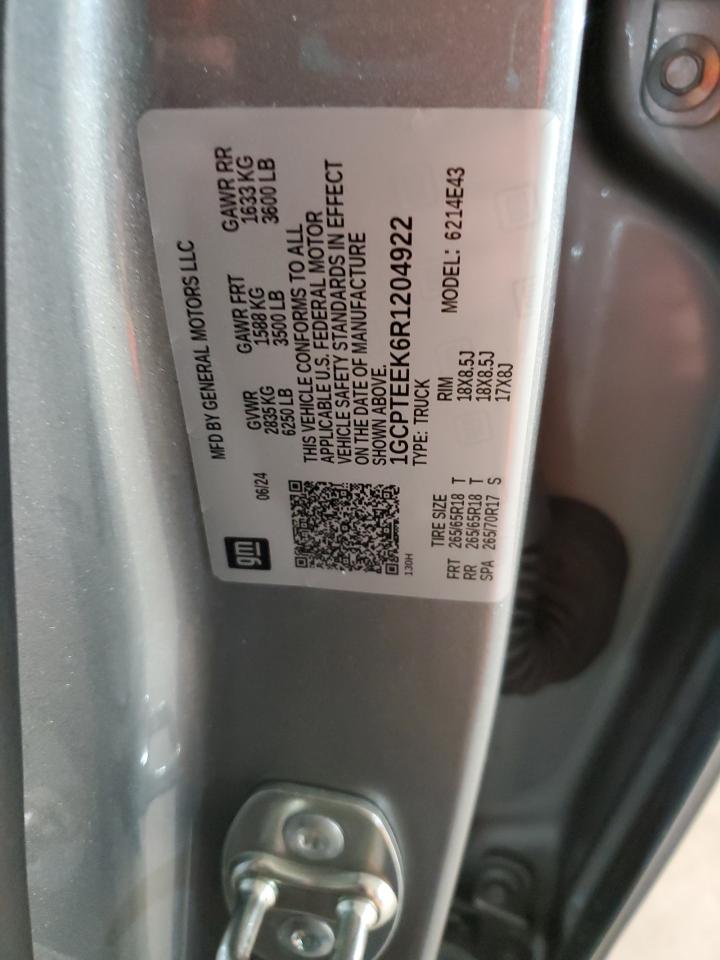 MFD BY GENERAL MOTORS LLC
gm
06/24
GVWR GAWR FRT GAWR RR
2835 KG 1588 KG 1633 KG
6250 LB 3500 LB 3600 LB
THIS VEHICLE CONFORMS TO ALL
APPLICABLE U.S. FEDERAL MOTOR
VEHICLE SAFETY STANDARDS IN EFFECT
ON THE DATE OF MANUFACTURE
SHOWN ABOVE.
1GCPTEEK6R1204922
130H
TYPE: TRUCK
MODEL: 6214E43
TIRE SIZE RIM
FRT 265/65R18 T 18X8.5J
RR 265/65R18 T 18X8.5J
SPA 265/70R17 S 17X8J